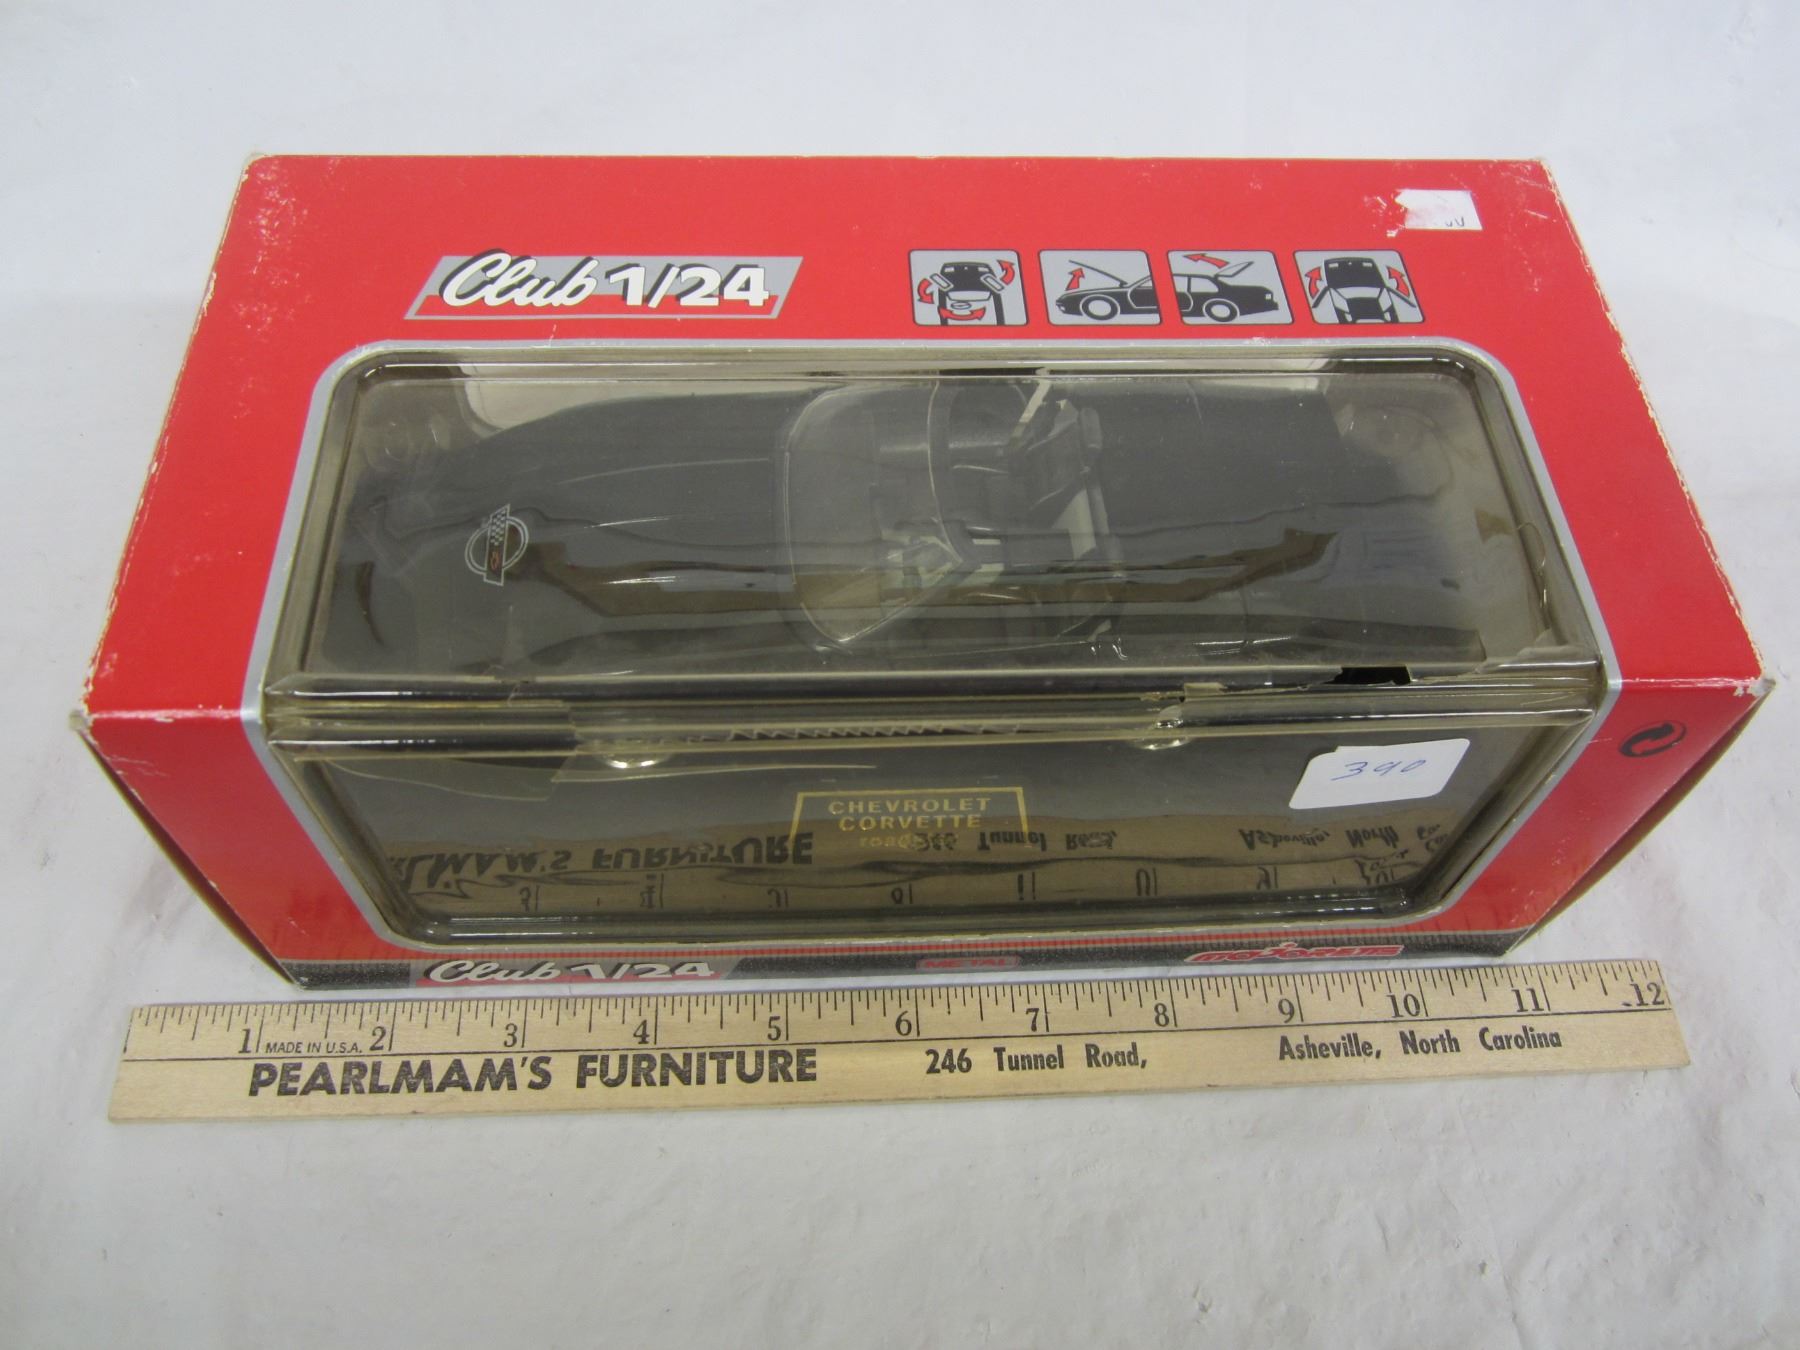 Club 1/24
390
CHEVROLET
CORVETTE
Club 1/24
METAL
MAJORETTE
1 2 3 4 5 6 7 8 9 10 11 12
MADE IN U.S.A.
PEARLMAM'S FURNITURE 246 Tunnel Road, Asheville, North Carolina